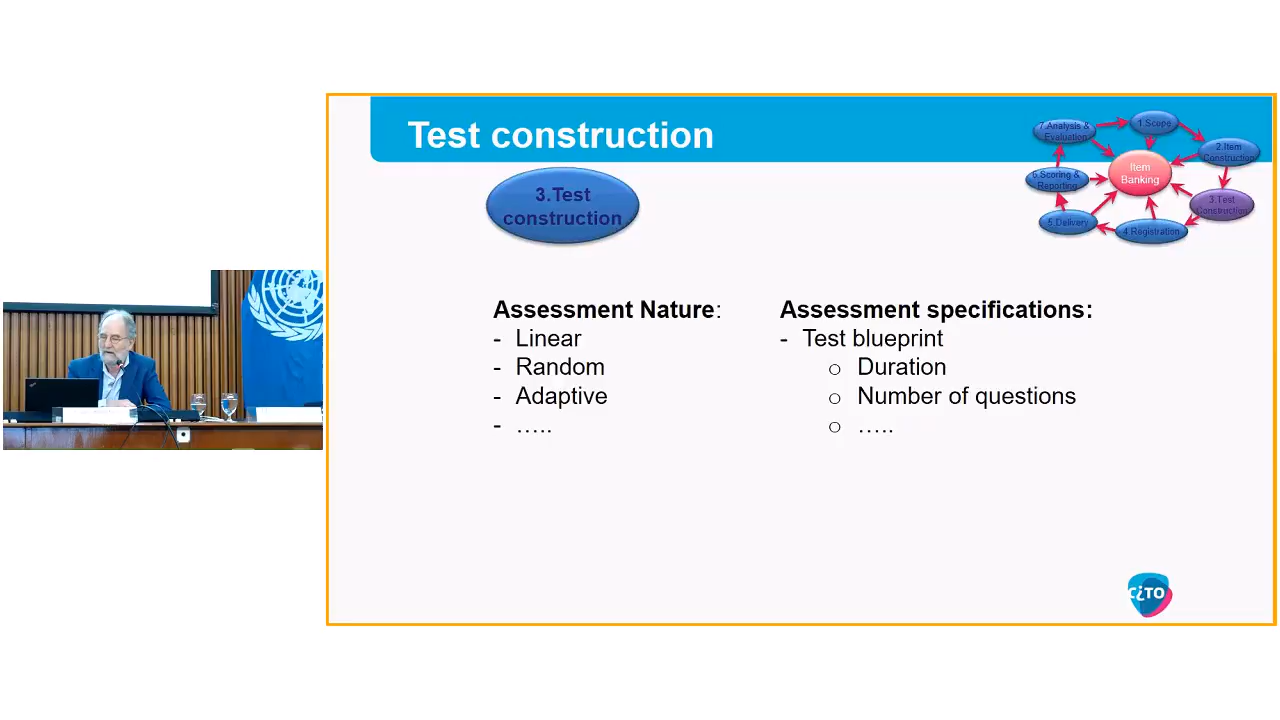 Test construction
7.Analysis &
Evaluation
1.Scope
2.Item
Construction
Item
Banking
6.Scoring &
Reporting
3.Test
Construction
5.Delivery
4.Registration
3.Test
construction
Assessment Nature:
- Linear
- Random
- Adaptive
- .....
Assessment specifications:
- Test blueprint
o Duration
o Number of questions
o .....
CiTO